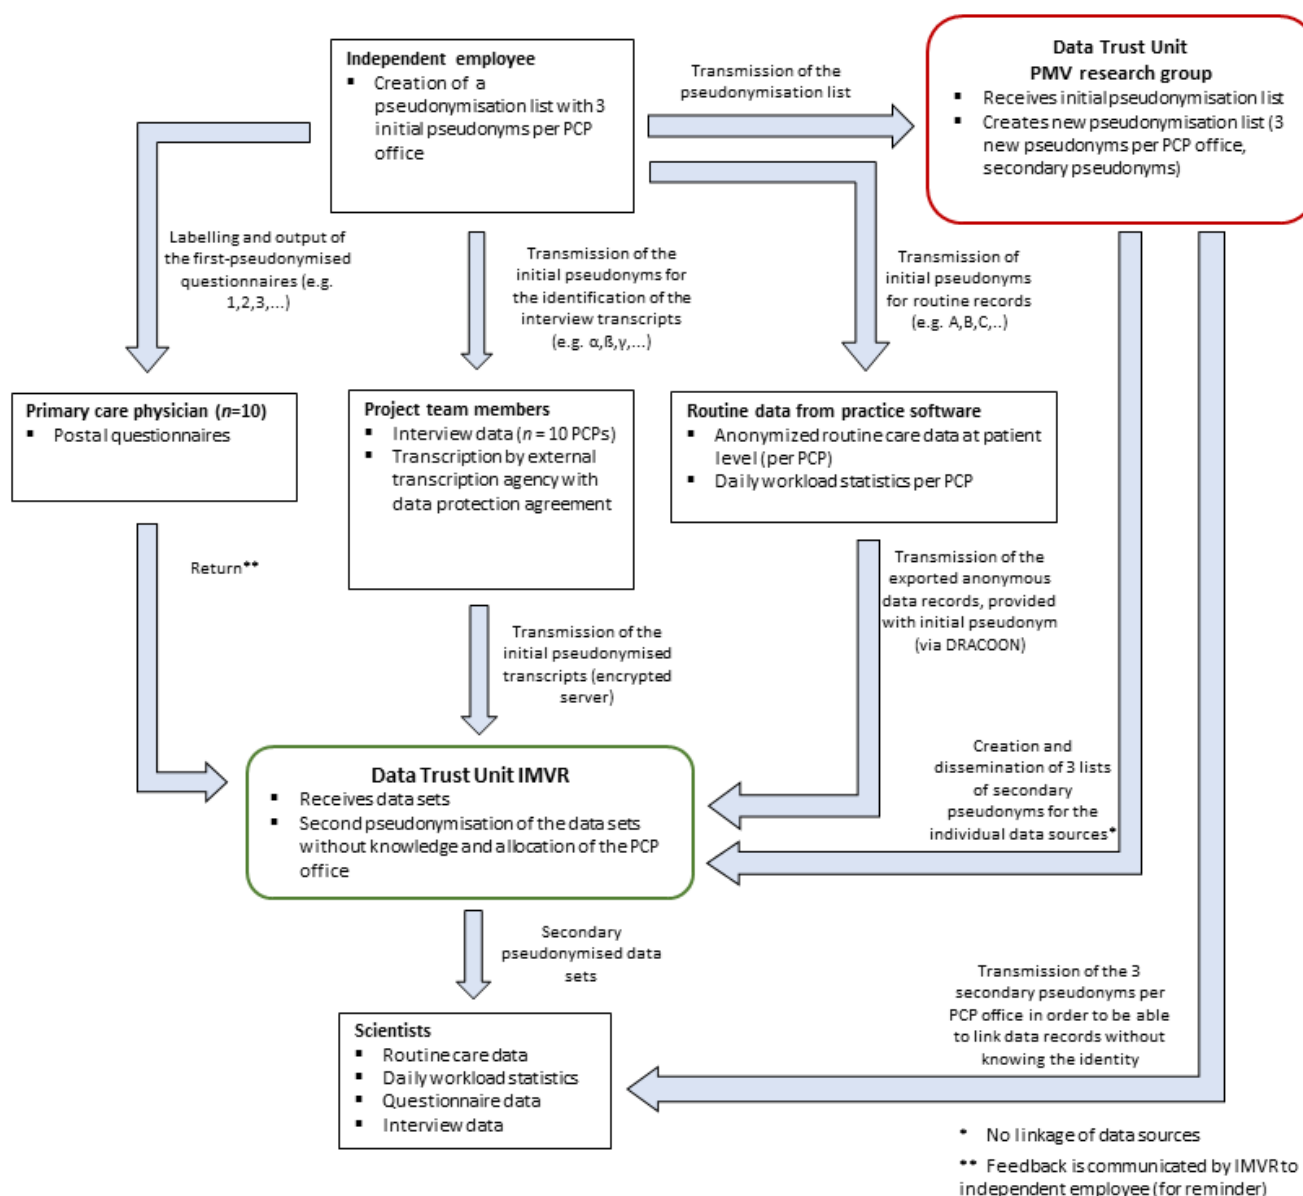 Independent employee
▪ Creation of a
pseudonymisation list with 3
initial pseudonyms per PCP
office
Transmission of the
pseudonymisation list
Data Trust Unit
PMV research group
▪ Receives initial pseudonymisation list
▪ Creates new pseudonymisation list (3
new pseudonyms per PCP office,
secondary pseudonyms)
Labelling and output of
the first-pseudonymised
questionnaires (e.g.
1,2,3,...)
Transmission of the
initial pseudonyms for
the identification of the
interview transcripts
(e.g. α,ß,γ,...)
Transmission of
initial pseudonyms
for routine records
(e.g. A,B,C,..)
Primary care physician (n=10)
▪ Postal questionnaires
Project team members
▪ Interview data (n = 10 PCPs)
▪ Transcription by external
transcription agency with
data protection agreement
Routine data from practice software
▪ Anonymized routine care data at patient
level (per PCP)
▪ Daily workload statistics per PCP
Return**
Transmission of the
initial pseudonymised
transcripts (encrypted
server)
Transmission of the
exported anonymous
data records, provided
with initial pseudonym
(via DRACOON)
Data Trust Unit IMVR
▪ Receives data sets
▪ Second pseudonymisation of the data sets
without knowledge and allocation of the PCP
office
Creation and
dissemination of 3 lists
of secondary
pseudonyms for the
individual data sources*
Secondary
pseudonymised data
sets
Transmission of the 3
secondary pseudonyms per
PCP office in order to be able
to link data records without
knowing the identity
Scientists
▪ Routine care data
▪ Daily workload statistics
▪ Questionnaire data
▪ Interview data
* No linkage of data sources
** Feedback is communicated by IMVR to
independent employee (for reminder)